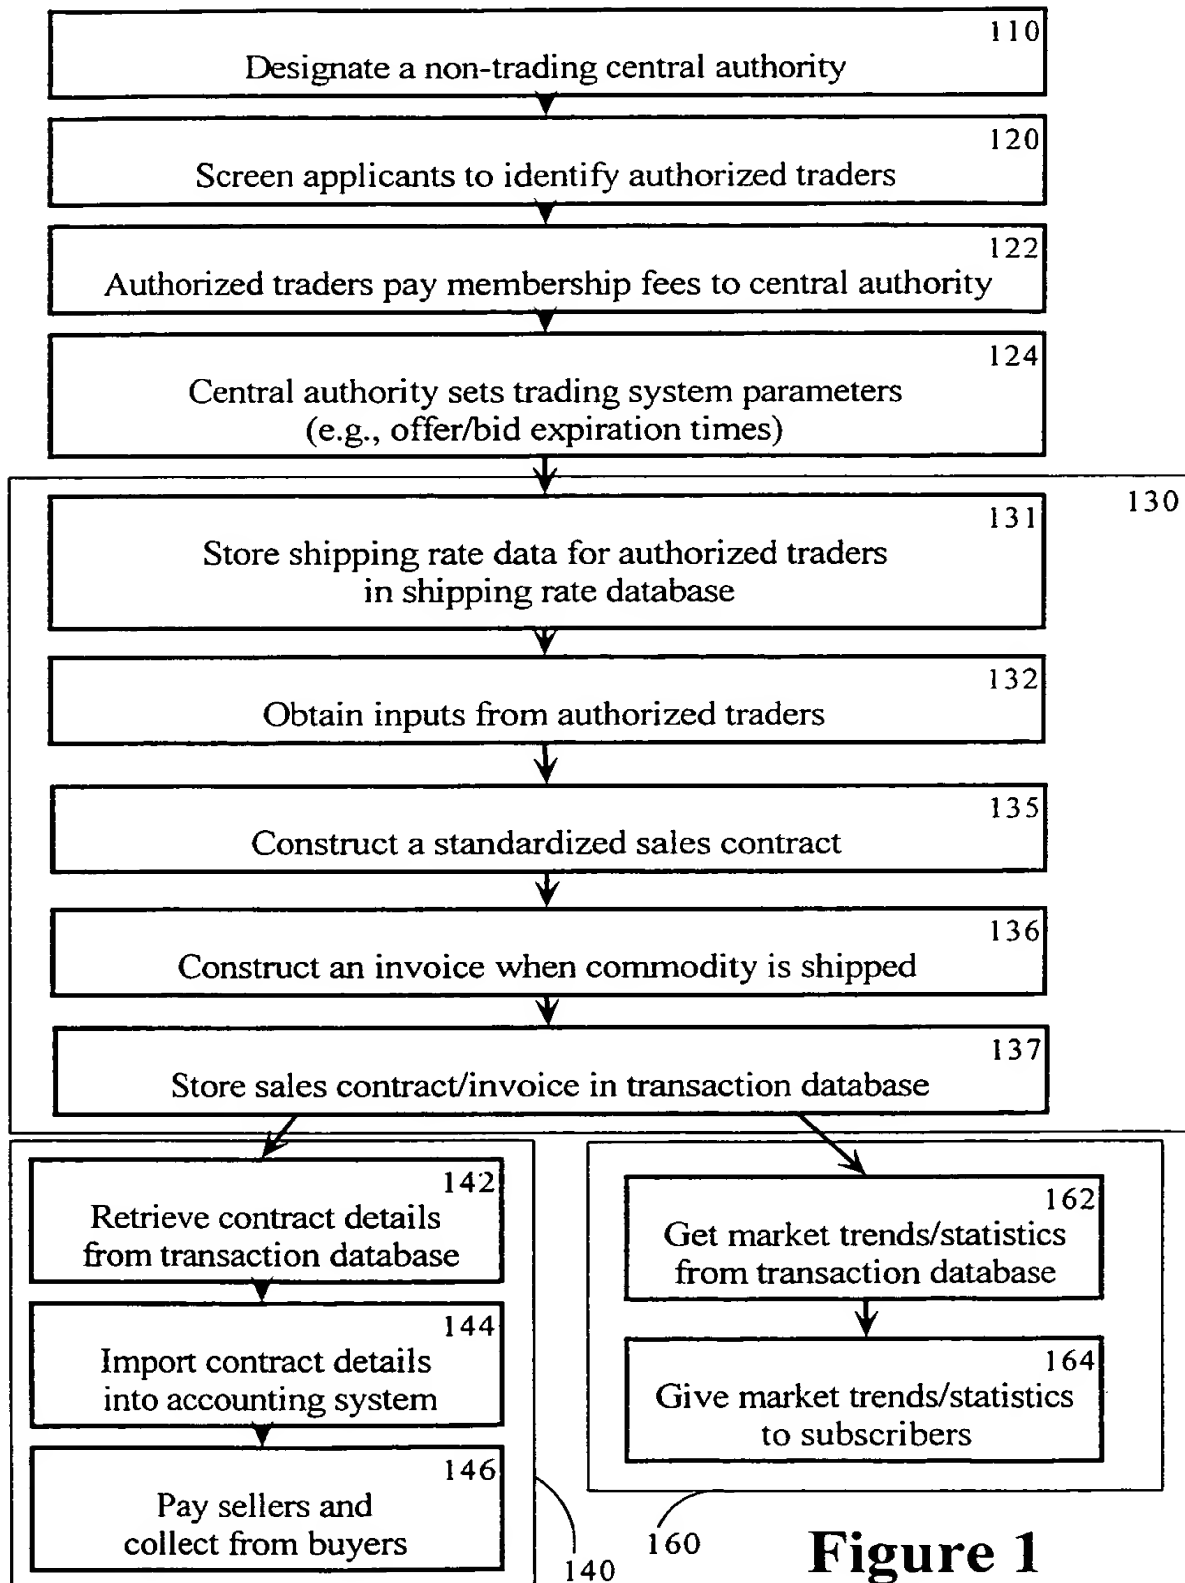 110
Designate a non-trading central authority
120
Screen applicants to identify authorized traders
122
Authorized traders pay membership fees to central authority
124
Central authority sets trading system parameters
(e.g., offer/bid expiration times)
130
131
Store shipping rate data for authorized traders
in shipping rate database
132
Obtain inputs from authorized traders
135
Construct a standardized sales contract
136
Construct an invoice when commodity is shipped
137
Store sales contract/invoice in transaction database
142
Retrieve contract details
from transaction database
144
Import contract details
into accounting system
146
Pay sellers and
collect from buyers
140
162
Get market trends/statistics
from transaction database
164
Give market trends/statistics
to subscribers
160
Figure 1